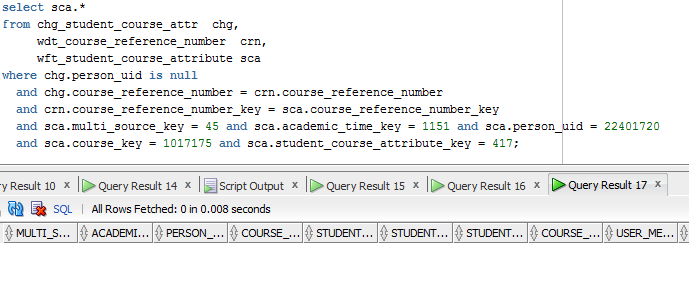 select sca.*
from chg_student_course_attr chg,
wdt_course_reference_number crn,
wft_student_course_attribute sca
where chg.person_uid is null
and chg.course_reference_number = crn.course_reference_number
and crn.course_reference_number_key = sca.course_reference_number_key
and sca.multi_source_key = 45 and sca.academic_time_key = 1151 and sca.person_uid = 22401720
and sca.course_key = 1017175 and sca.student_course_attribute_key = 417;
ry Result 10 x Query Result 14 x Script Output x Query Result 15 x Query Result 16 x Query Result 17 x
SQL | All Rows Fetched: 0 in 0.008 seconds
MULTI_S... ACADEMI... PERSON_... COURSE_... STUDENT... STUDENT... STUDENT... COURSE_... USER_ME...